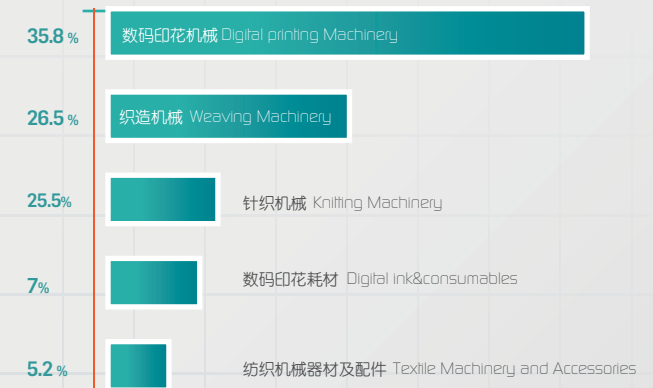 35.8 % 数码印花机械 Digital printing Machinery
26.5 % 织造机械 Weaving Machinery
25.5% 针织机械 Knitting Machinery
7% 数码印花耗材 Digital ink&consumables
5.2 % 纺织机械器材及配件 Textile Machinery and Accessories